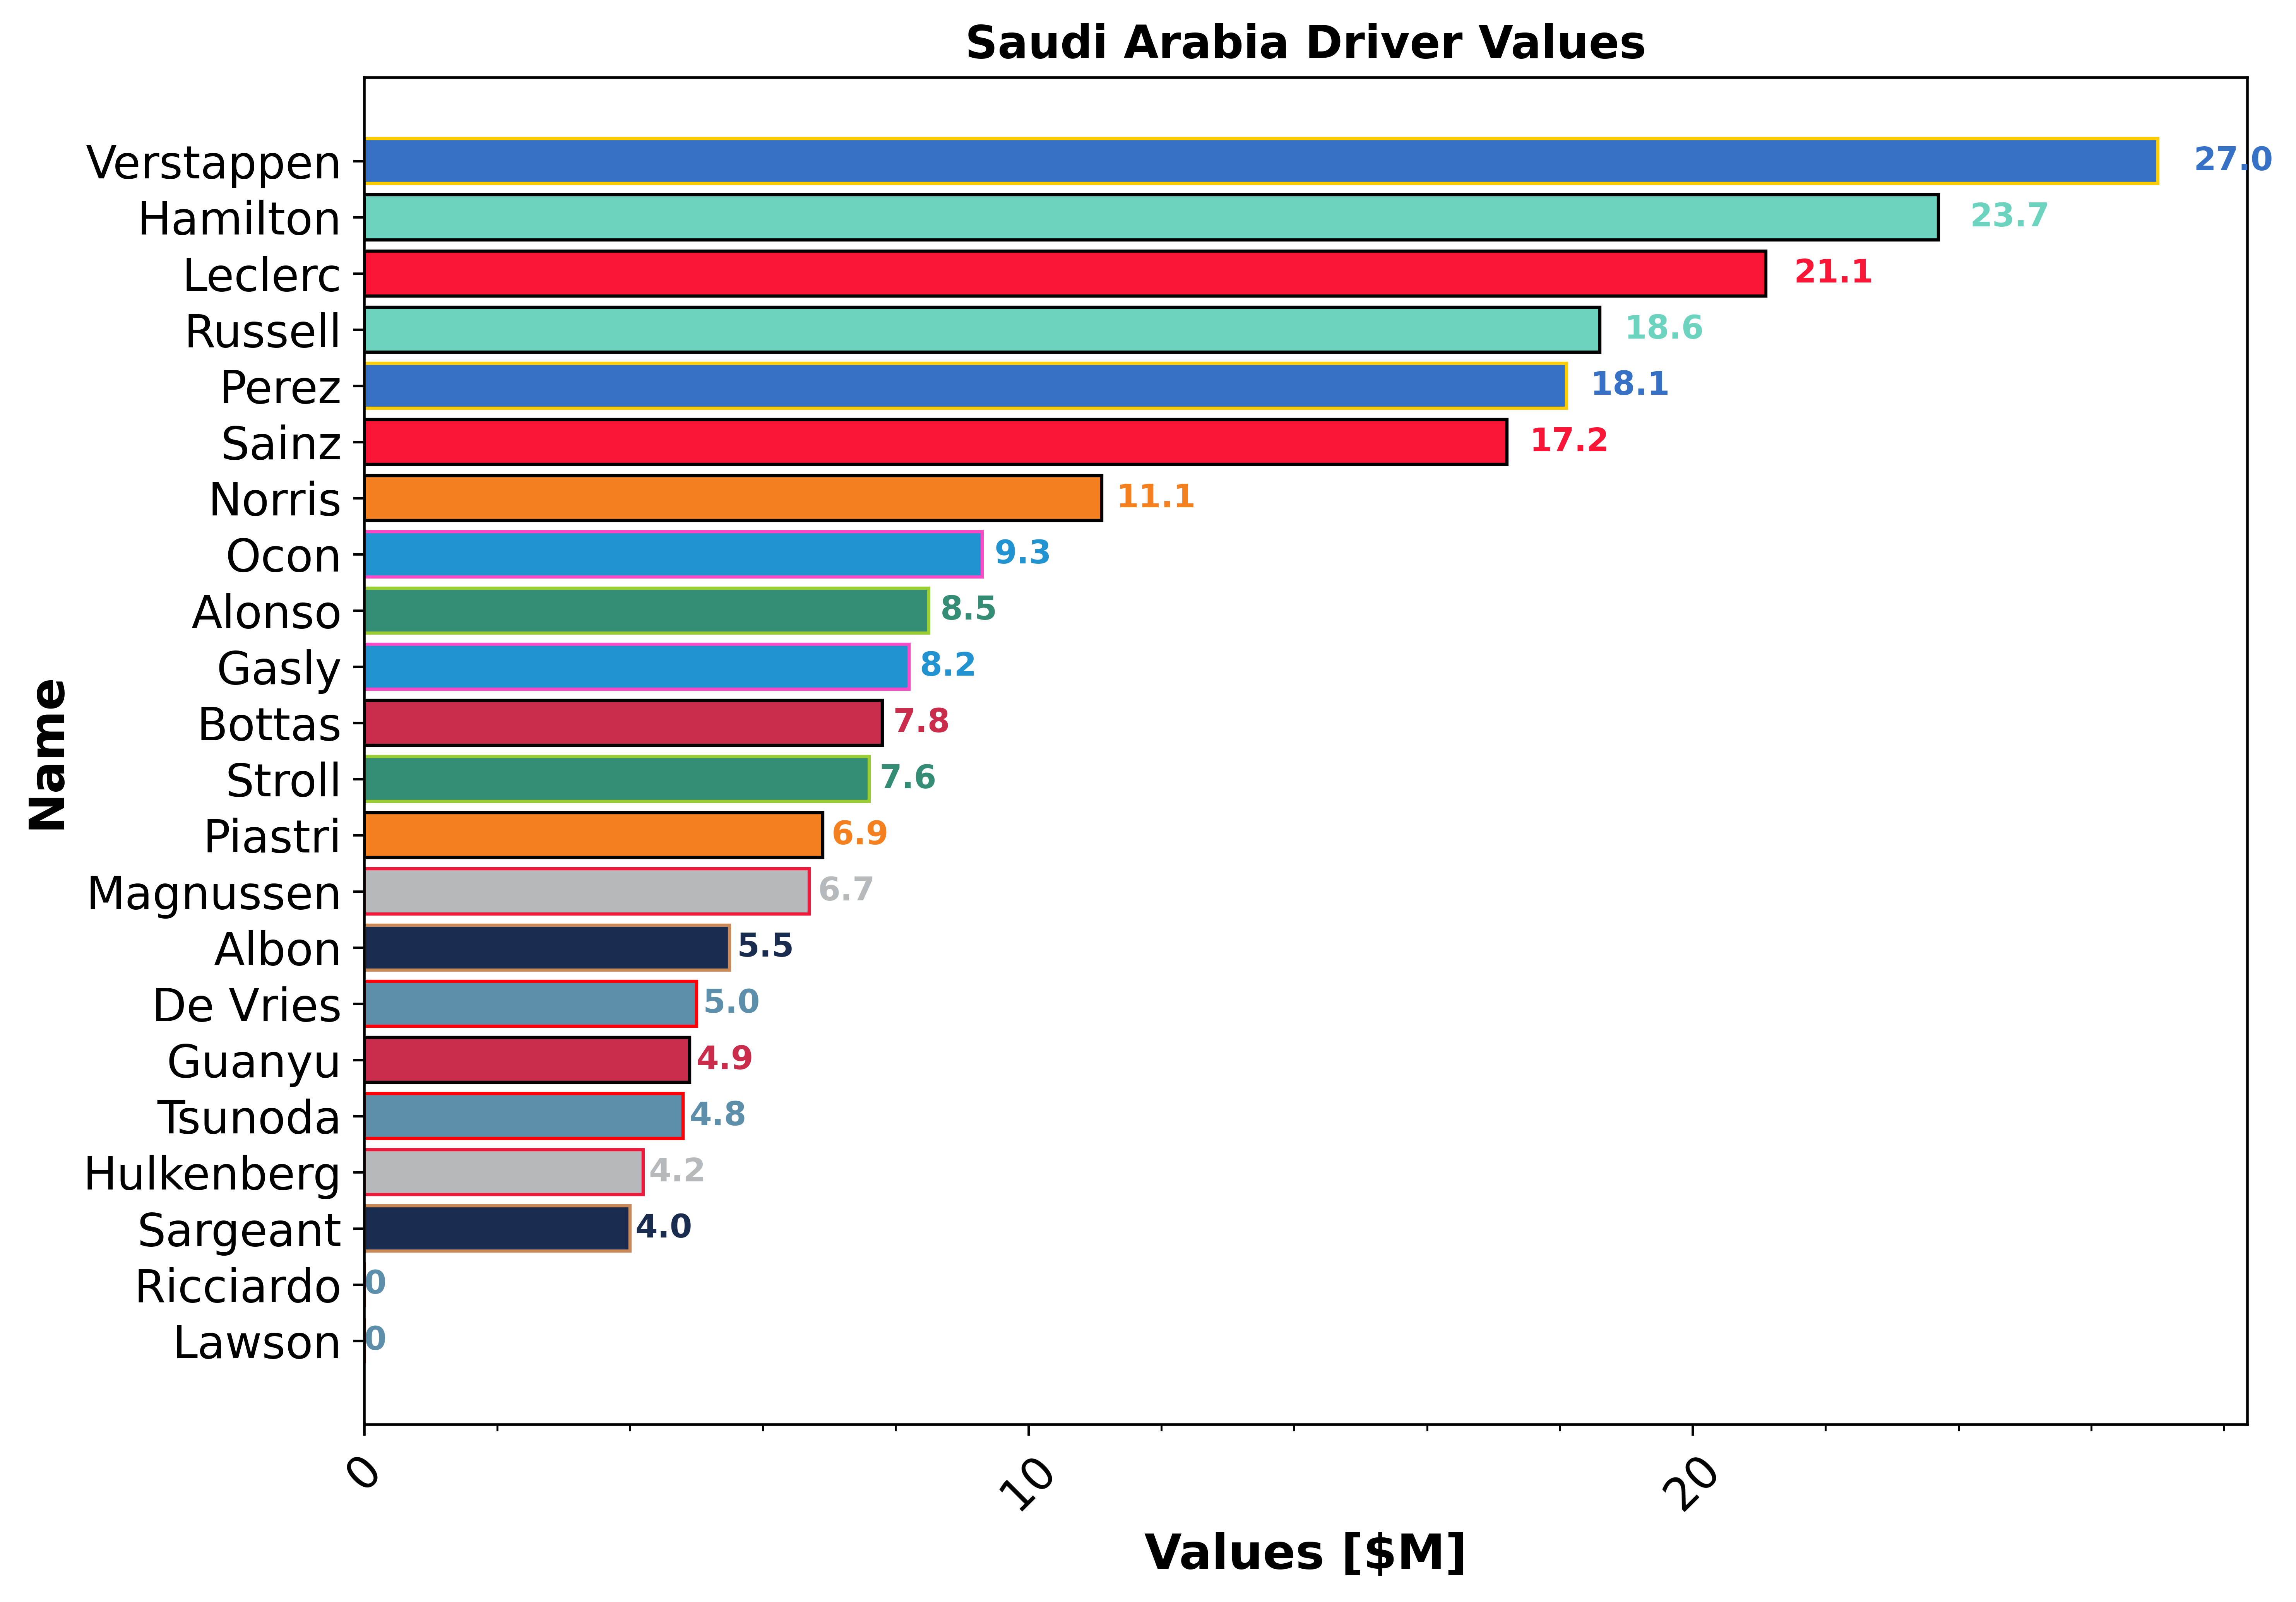 Saudi Arabia Driver Values
Name
Verstappen 27.0
Hamilton 23.7
Leclerc 21.1
Russell 18.6
Perez 18.1
Sainz 17.2
Norris 11.1
Ocon 9.3
Alonso 8.5
Gasly 8.2
Bottas 7.8
Stroll 7.6
Piastri 6.9
Magnussen 6.7
Albon 5.5
De Vries 5.0
Guanyu 4.9
Tsunoda 4.8
Hulkenberg 4.2
Sargeant 4.0
Ricciardo 0
Lawson 0
0 10 20
Values [$M]